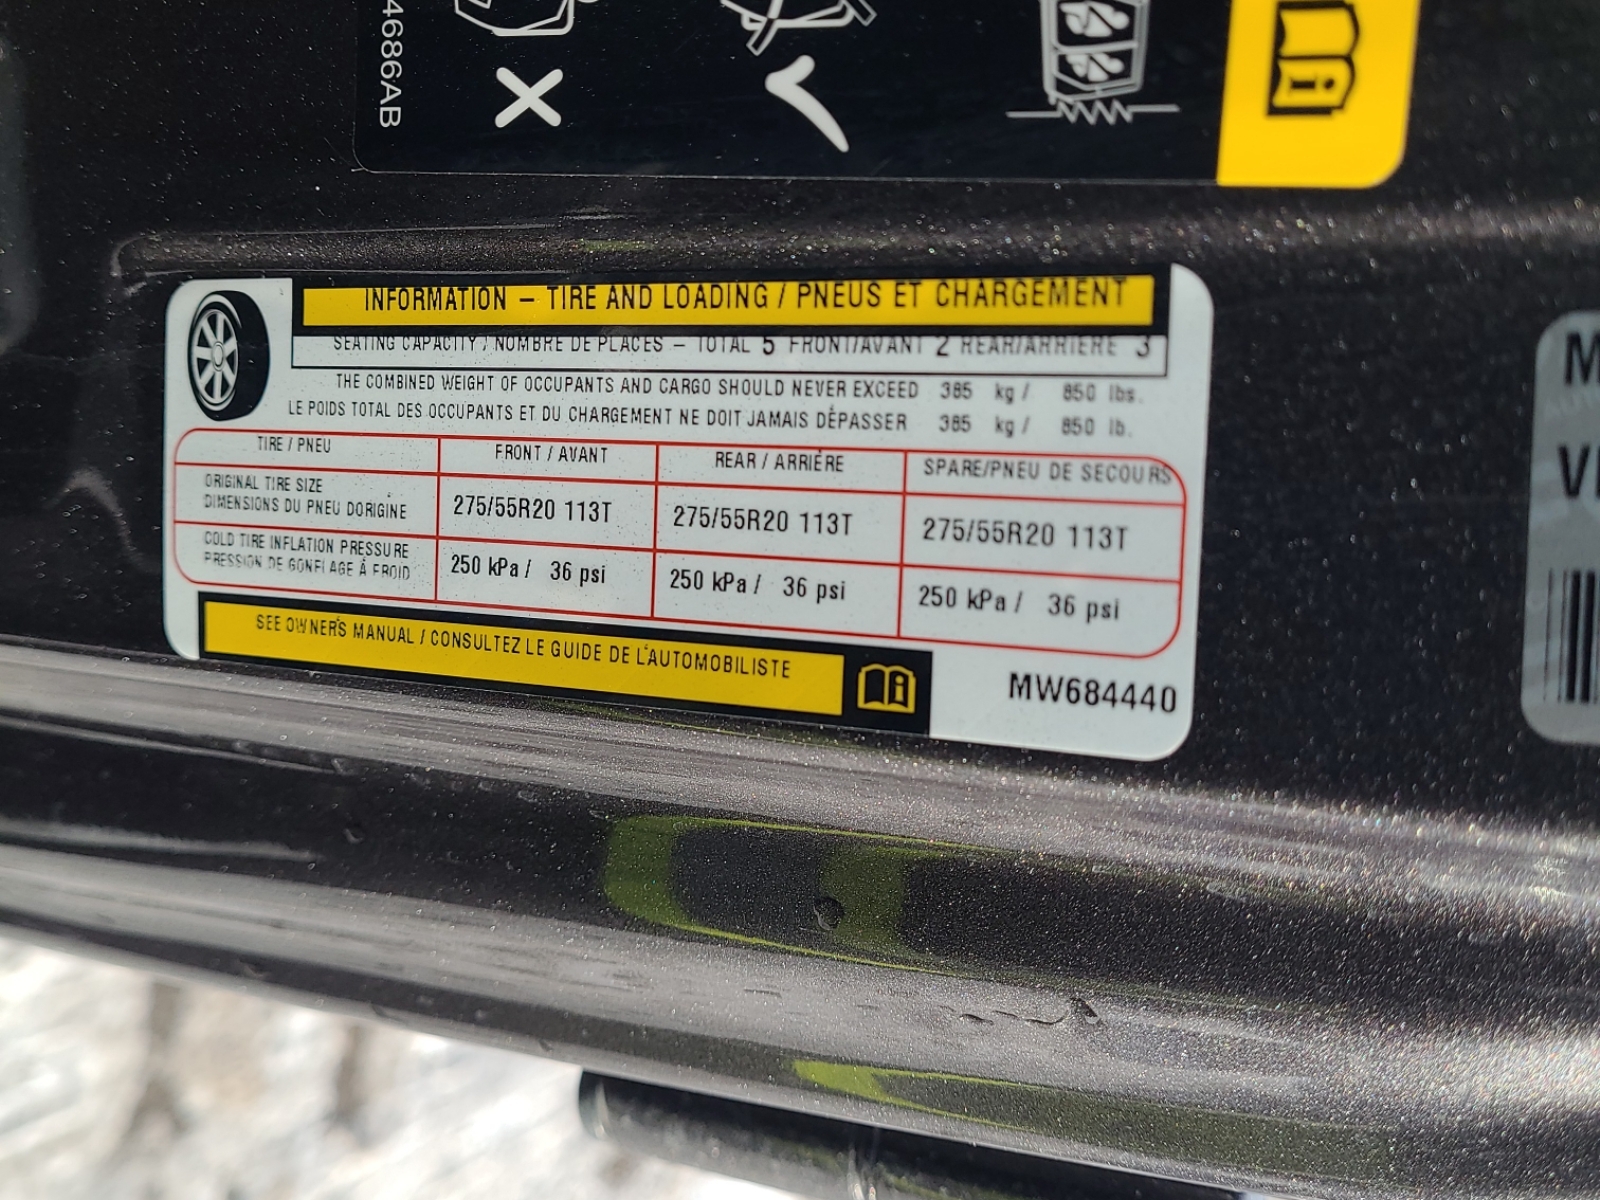 4686AB
INFORMATION – TIRE AND LOADING / PNEUS ET CHARGEMENT
SEATING CAPACITY / NOMBRE DE PLACES – TOTAL 5 FRONT/AVANT 2 REAR/ARRIÈRE 3
THE COMBINED WEIGHT OF OCCUPANTS AND CARGO SHOULD NEVER EXCEED 385 kg / 850 lbs.
LE POIDS TOTAL DES OCCUPANTS ET DU CHARGEMENT NE DOIT JAMAIS DÉPASSER 385 kg / 850 lb.
TIRE / PNEU FRONT / AVANT REAR / ARRIÈRE SPARE/PNEU DE SECOURS
ORIGINAL TIRE SIZE
DIMENSIONS DU PNEU DORIGINE
275/55R20 113T 275/55R20 113T 275/55R20 113T
COLD TIRE INFLATION PRESSURE
PRESSION DE GONFLAGE À FROID
250 kPa / 36 psi 250 kPa / 36 psi 250 kPa / 36 psi
SEE OWNERS MANUAL / CONSULTEZ LE GUIDE DE L'AUTOMOBILISTE
MW684440